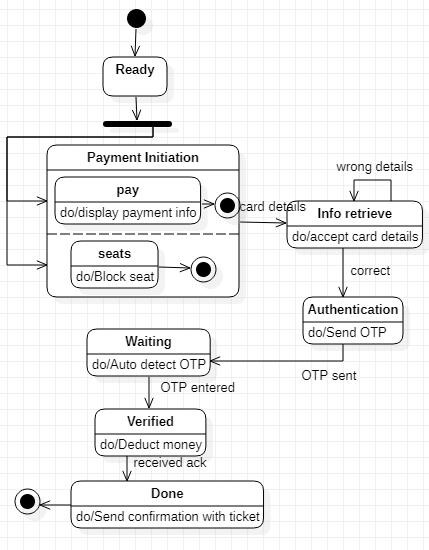 Ready
Payment Initiation
pay
do/display payment info
card details
wrong details
Info retrieve
do/accept card details
seats
do/Block seat
correct
Authentication
do/Send OTP
Waiting
do/Auto detect OTP
OTP sent
OTP entered
Verified
do/Deduct money
received ack
Done
do/Send confirmation with ticket